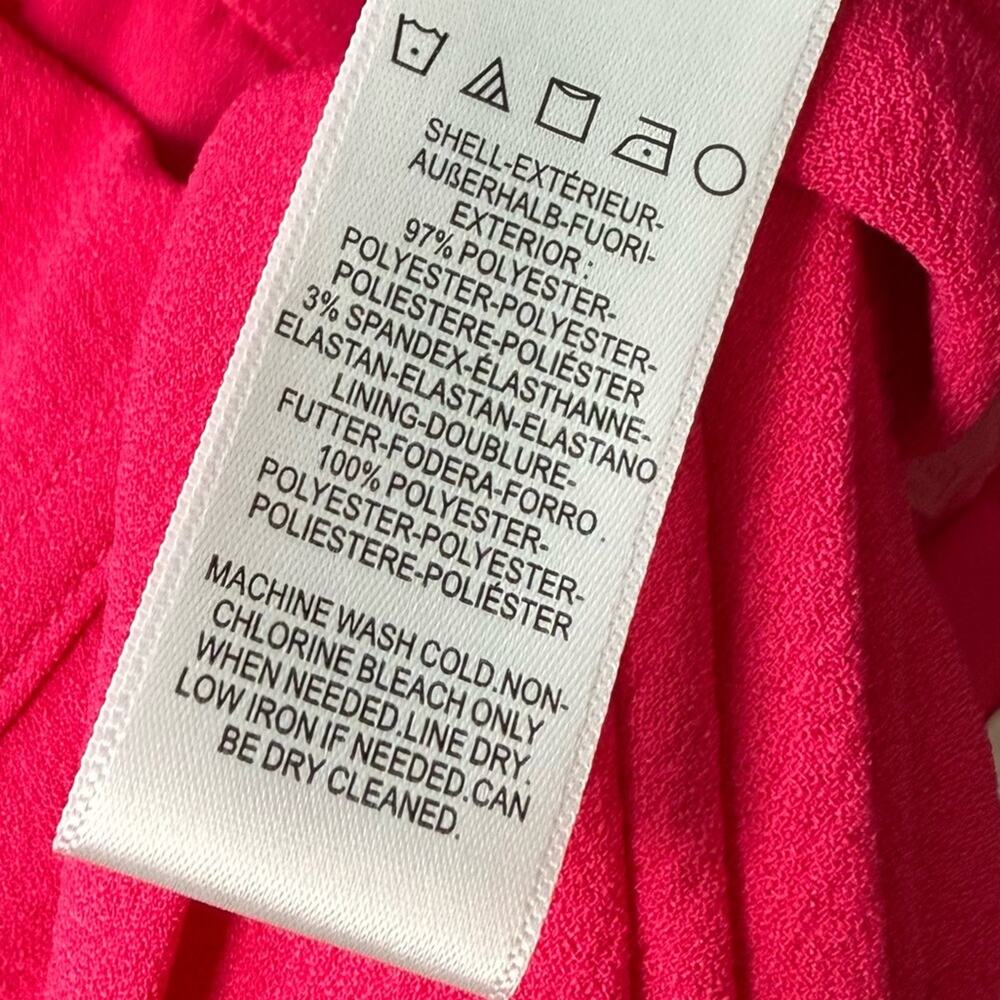 SHELL-EXTÉRIEUR-
AUßERHALB-FUORI-
EXTERIOR :
97% POLYESTER-
POLYESTER-POLYESTER-
POLIESTERE-POLIÉSTER
3% SPANDEX-ÉLASTHANNE-
ELASTAN-ELASTAN-ELASTANO
LINING-DOUBLURE-
FUTTER-FODERA-FORRO .
100% POLYESTER-
POLYESTER-POLYESTER-
POLIESTERE-POLIÉSTER
MACHINE WASH COLD.NON-
CHLORINE BLEACH ONLY
WHEN NEEDED.LINE DRY.
LOW IRON IF NEEDED.CAN
BE DRY CLEANED.